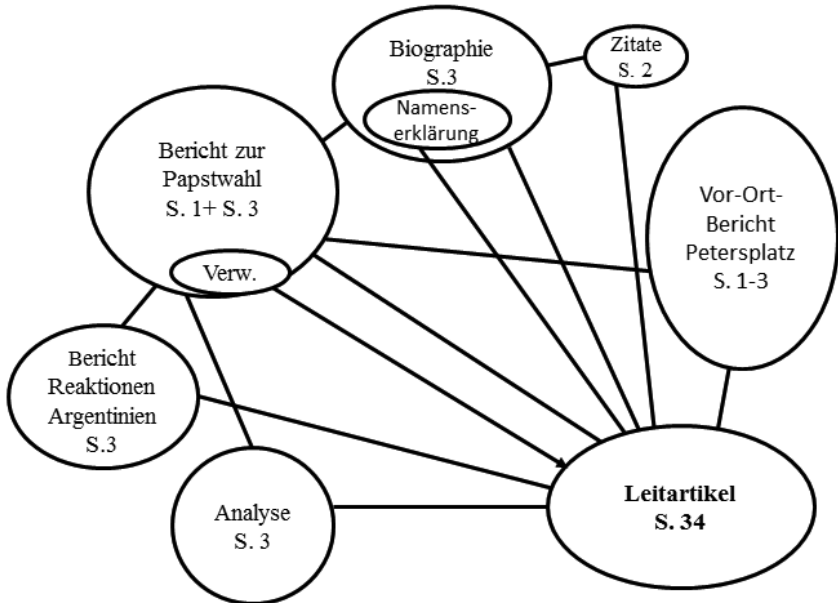 Biographie
S.3
Namens-
erklärung
Zitate
S. 2
Bericht zur
Papstwahl
S. 1+ S. 3
Verw.
Vor-Ort-
Bericht
Petersplatz
S. 1-3
Bericht
Reaktionen
Argentinien
S.3
Analyse
S. 3
Leitartikel
S. 34